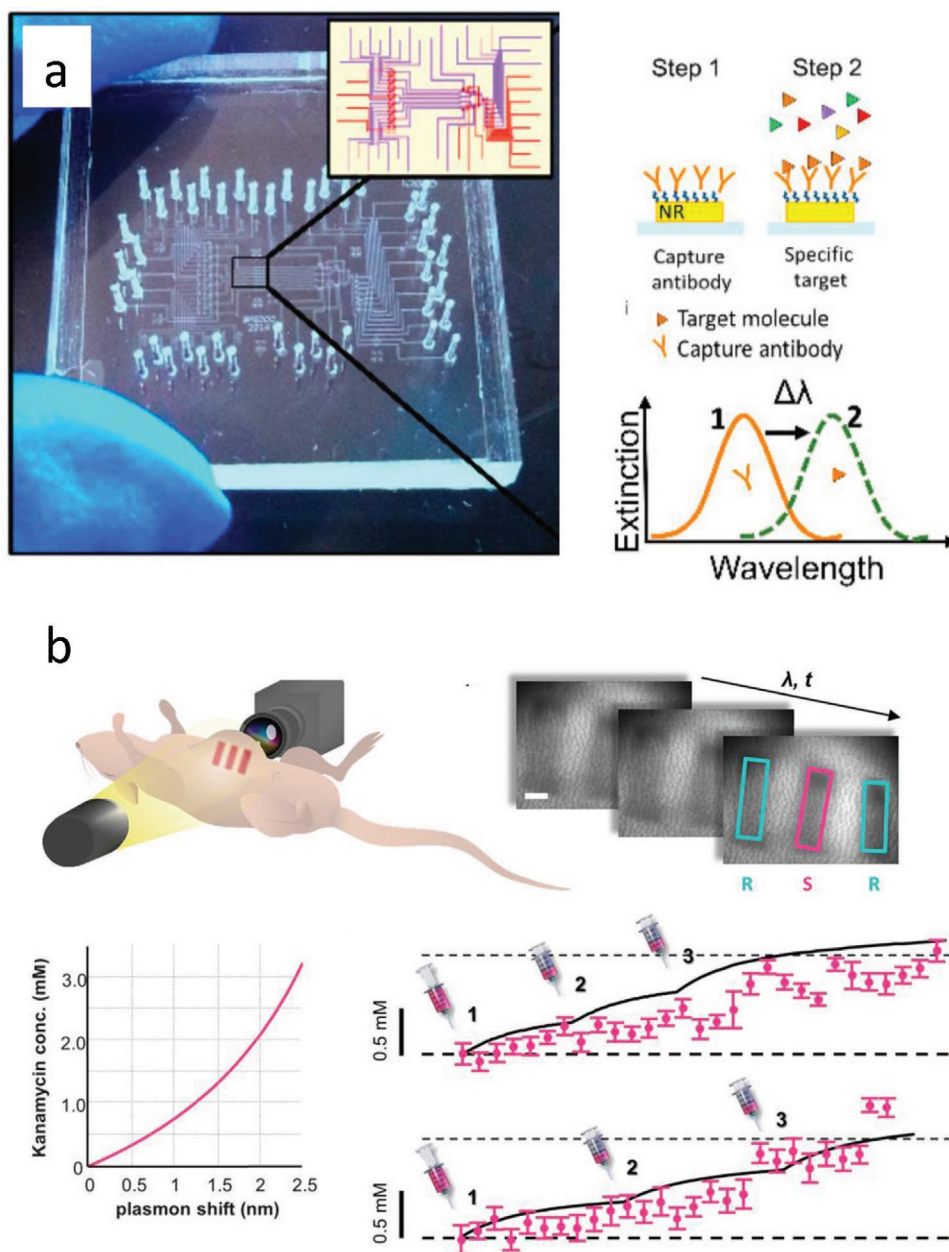 a
Step 1
Step 2
NR
Capture
antibody
Specific
target
i
Target molecule
Capture antibody
Δλ
1
2
Extinction
Wavelength
b
λ, t
R
S
R
3.0
2.0
1.0
0
Kanamycin conc. (mM)
0
0.5
1.0
1.5
2
2.5
plasmon shift (nm)
0.5 mM
1
2
3
0.5 mM
1
2
3